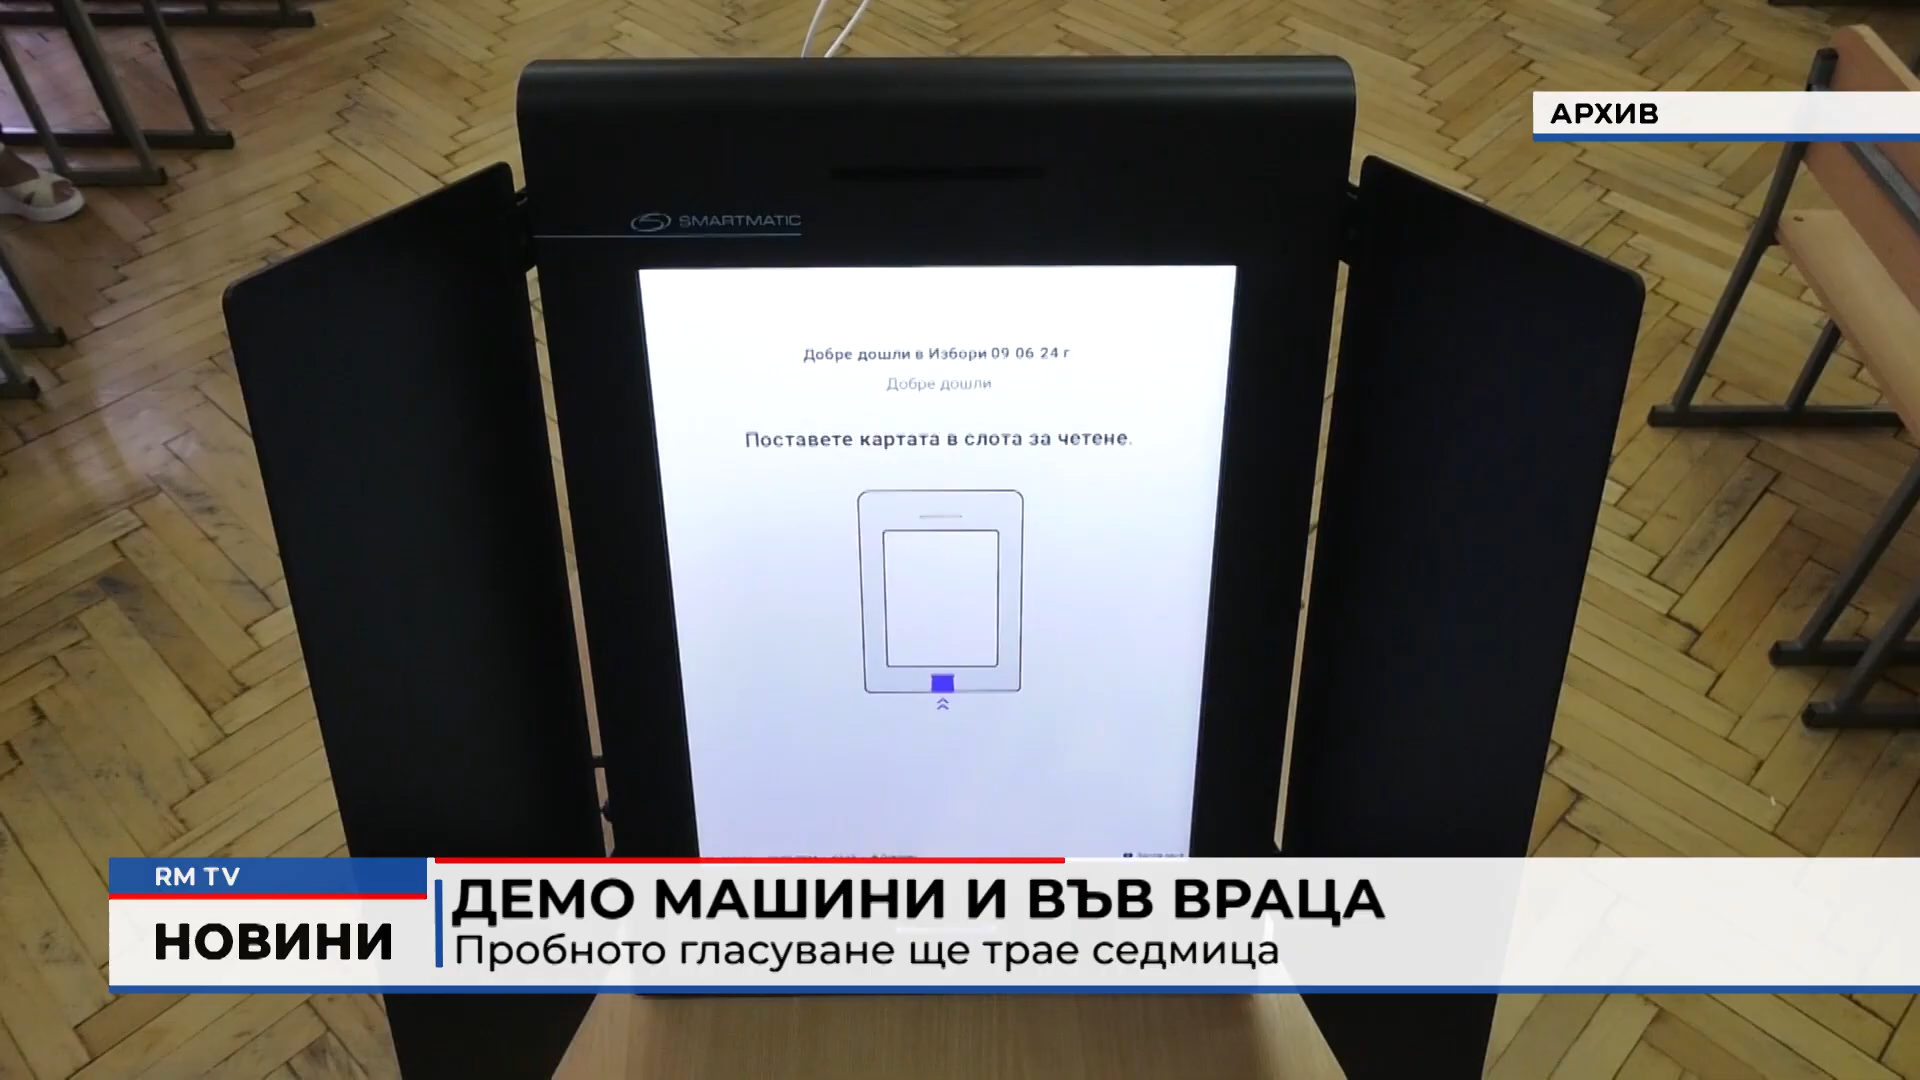 АРХИВ
SMARTMATIC
Добре дошли в Избори 09 06 24 г
Добре дошли
Поставете картата в слота за четене.
RM TV
НОВИНИ
ДЕМО МАШИНИ И ВЪВ ВРАЦА
Пробното гласуване ще трае седмица